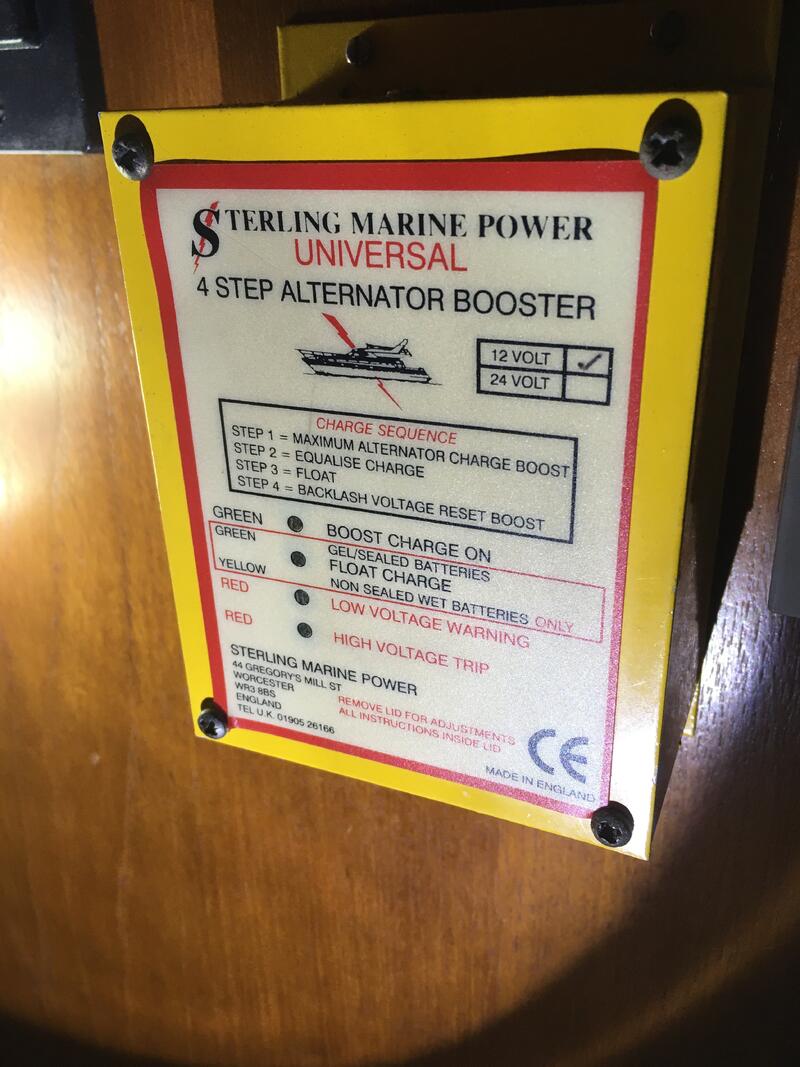 STERLING MARINE POWER
UNIVERSAL
4 STEP ALTERNATOR BOOSTER
12 VOLT ✓
24 VOLT
CHARGE SEQUENCE
STEP 1 = MAXIMUM ALTERNATOR CHARGE BOOST
STEP 2 = EQUALISE CHARGE
STEP 3 = FLOAT
STEP 4 = BACKLASH VOLTAGE RESET BOOST
GREEN BOOST CHARGE ON
GREEN GEL/SEALED BATTERIES
FLOAT CHARGE
YELLOW NON SEALED WET BATTERIES ONLY
RED LOW VOLTAGE WARNING
RED HIGH VOLTAGE TRIP
STERLING MARINE POWER
44 GREGORY'S MILL ST
WORCESTER
WR3 8BS
ENGLAND
TEL U.K. 01905 26166
REMOVE LID FOR ADJUSTMENTS
ALL INSTRUCTIONS INSIDE LID
CE
MADE IN ENGLAND